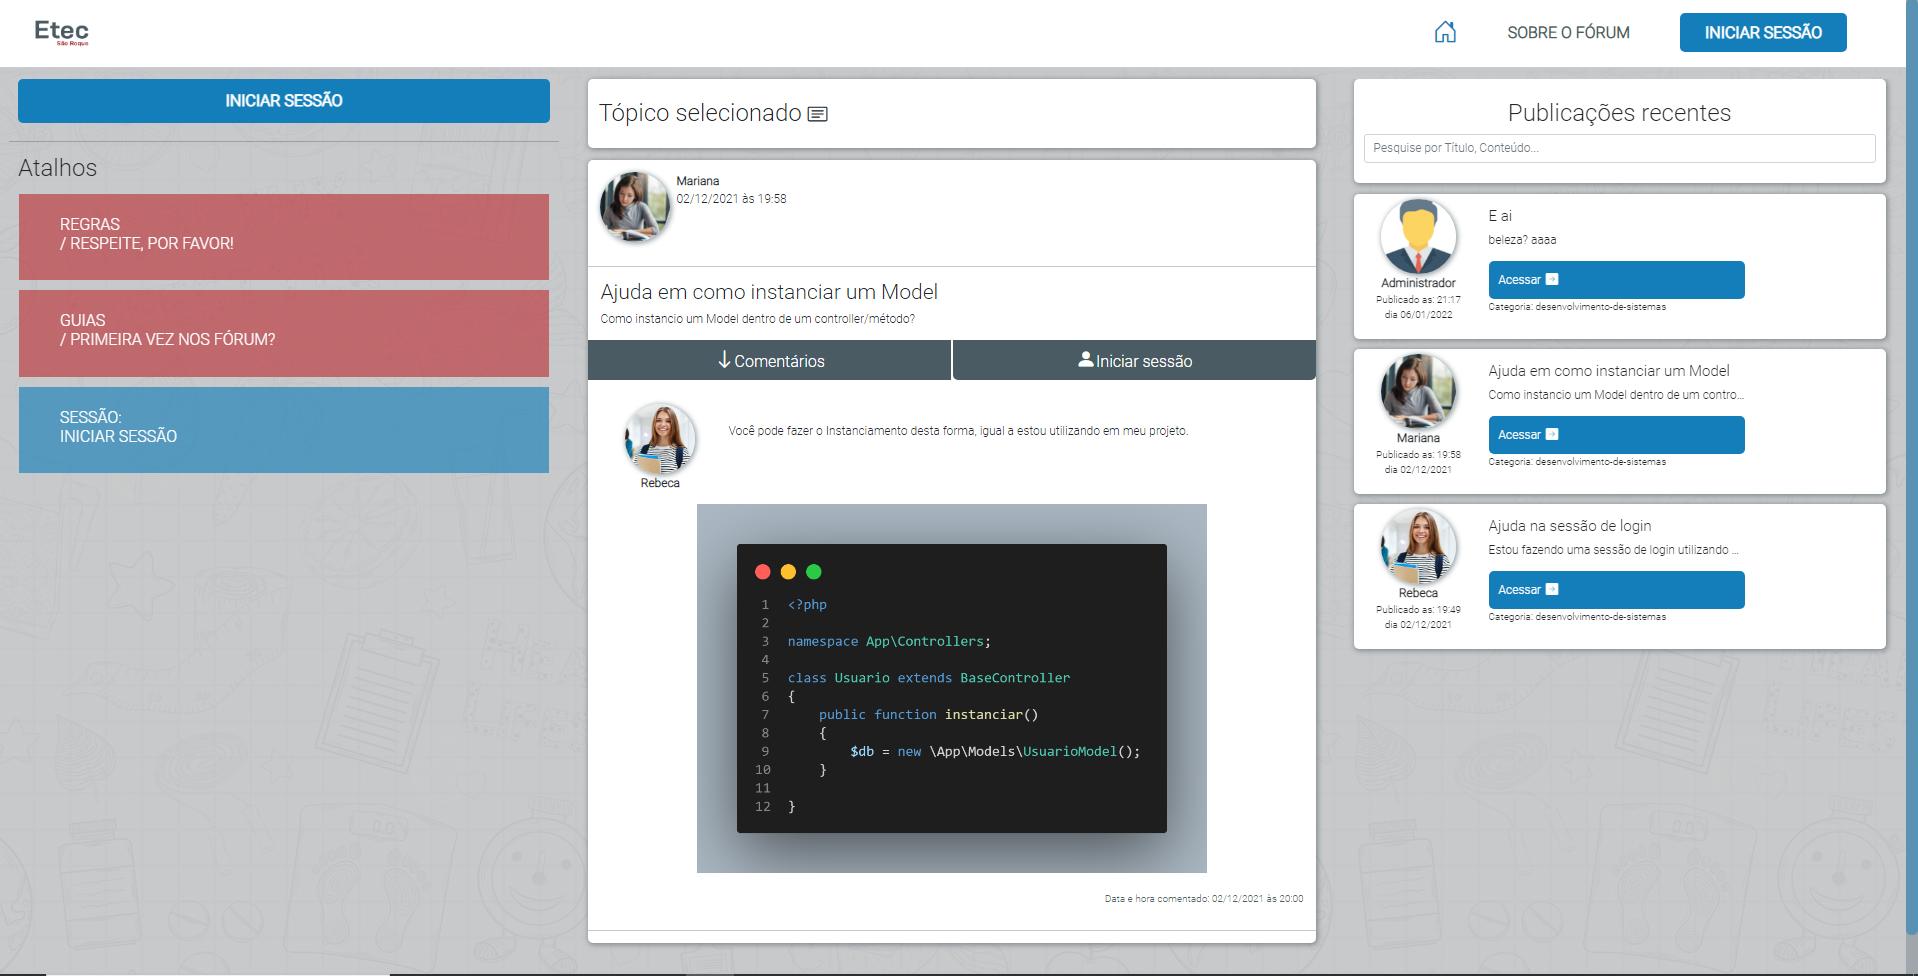 Etec
São Roque
SOBRE O FÓRUM
INICIAR SESSÃO
INICIAR SESSÃO
Atalhos
REGRAS
/ RESPEITE, POR FAVOR!
GUIAS
/ PRIMEIRA VEZ NOS FÓRUM?
SESSÃO:
INICIAR SESSÃO
Tópico selecionado
Mariana
02/12/2021 às 19:58
Ajuda em como instanciar um Model
Como instancio um Model dentro de um controller/método?
Comentários
Iniciar sessão
Rebeca
Você pode fazer o Instanciamento desta forma, igual a estou utilizando em meu projeto.
1 <?php
2
3 namespace App\Controllers;
4
5 class Usuario extends BaseController
6 {
7     public function instanciar()
8     {
9         $db = new \App\Models\UsuarioModel();
10     }
11
12 }
Data e hora comentado: 02/12/2021 às 20:00
Publicações recentes
Pesquise por Título, Conteúdo...
E ai
beleza? aaaa
Acessar
Categoria: desenvolvimento-de-sistemas
Administrador
Publicado as: 21:17
dia 06/01/2022
Ajuda em como instanciar um Model
Como instancio um Model dentro de um contro...
Acessar
Categoria: desenvolvimento-de-sistemas
Mariana
Publicado as: 19:58
dia 02/12/2021
Ajuda na sessão de login
Estou fazendo uma sessão de login utilizando ...
Acessar
Categoria: desenvolvimento-de-sistemas
Rebeca
Publicado as: 19:49
dia 02/12/2021